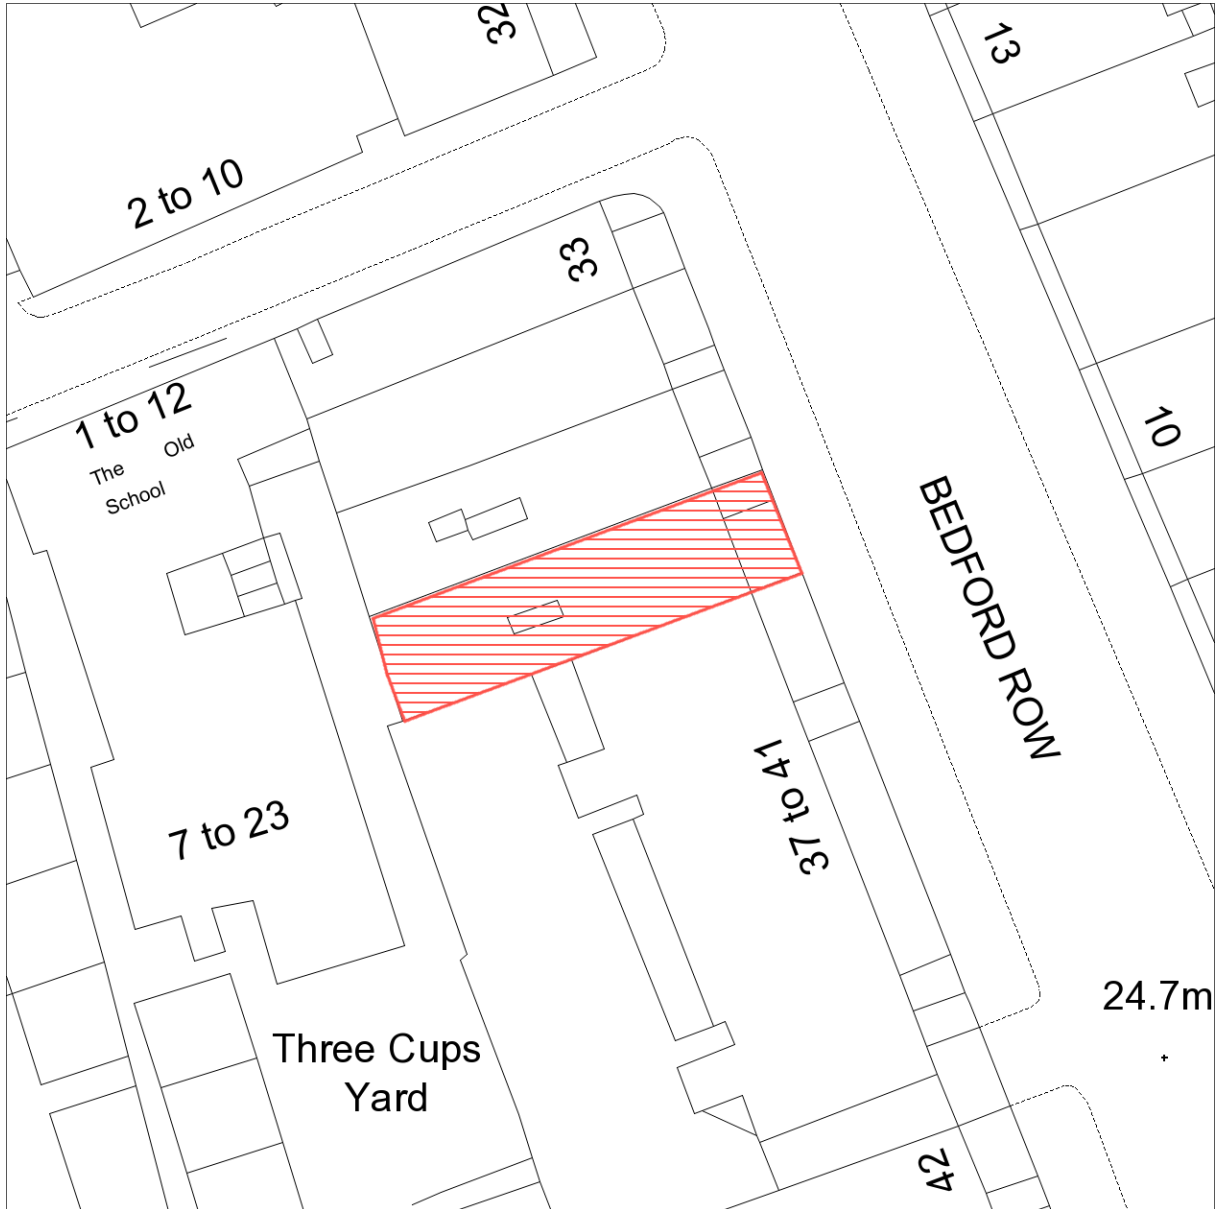 32
13
2 to 10
33
1 to 12
The Old
School
10
BEDFORD ROW
37 to 41
7 to 23
24.7m
Three Cups
Yard
42